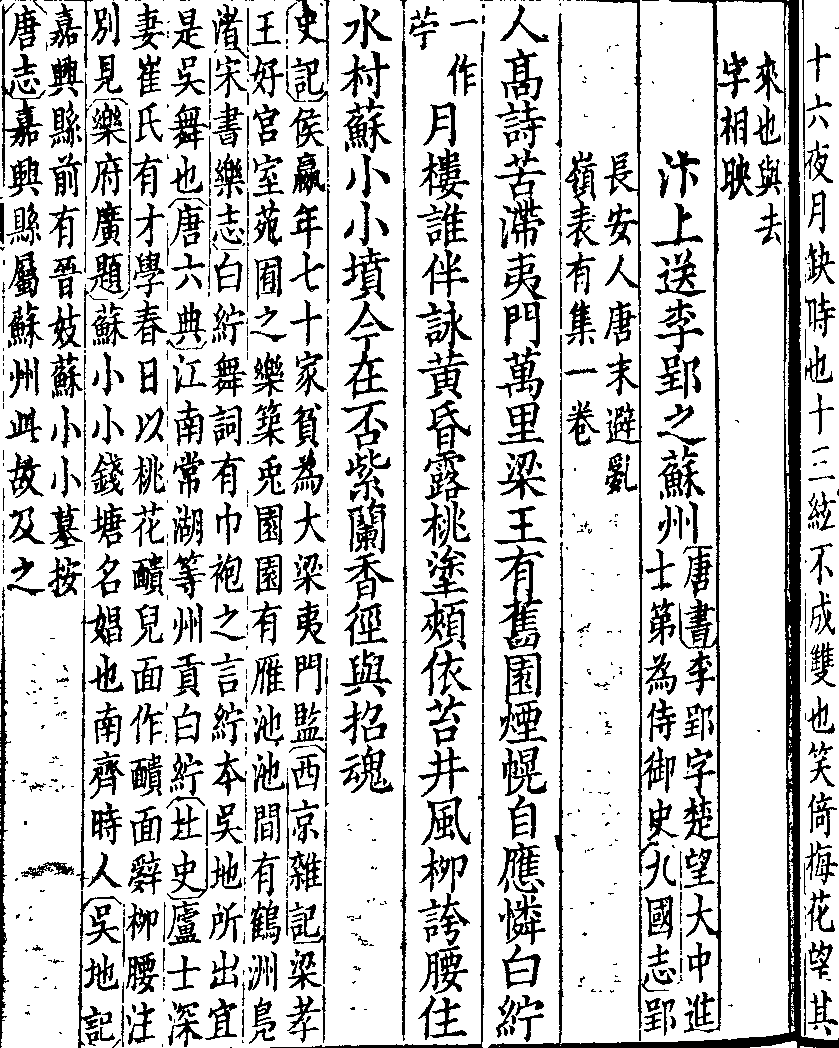 十六夜月缺時也十三絃不成雙也笑倚梅花望其
來也與去
字相映
汴上送李郢之蘇州
唐書李郢字楚望大中進
士第為侍御史九國志郢
長安人唐末避亂
嶺表有集一卷
人高詩苦滯夷門萬里梁王有舊園煙幌自應憐白紵
一作
苧
月樓誰伴詠黃昏露桃塗頰依苔井風柳誇腰住
水村蘇小小墳今在否紫蘭香徑與招魂
史記侯嬴年七十家貧為大梁夷門監西京雜記梁孝
王好宮室苑囿之樂築兎園園有雁池池間有鶴洲鳧
渚宋書樂志白紵舞詞有巾袍之言紵本吳地所出宜
是吳舞也唐六典江南常湖等州貢白紵北史盧士深
妻崔氏有才學春日以桃花靧兒面作靧面辭柳腰注
別見樂府廣題蘇小小錢塘名娼也南齊時人吳地記
嘉興縣前有晉妓蘇小小墓按
唐志嘉興縣屬蘇州此故及之